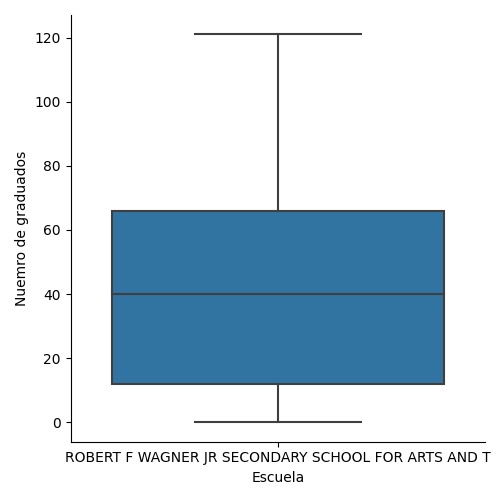 120
100
80
60
40
20
0
Nuemro de graduados
ROBERT F WAGNER JR SECONDARY SCHOOL FOR ARTS AND T
Escuela